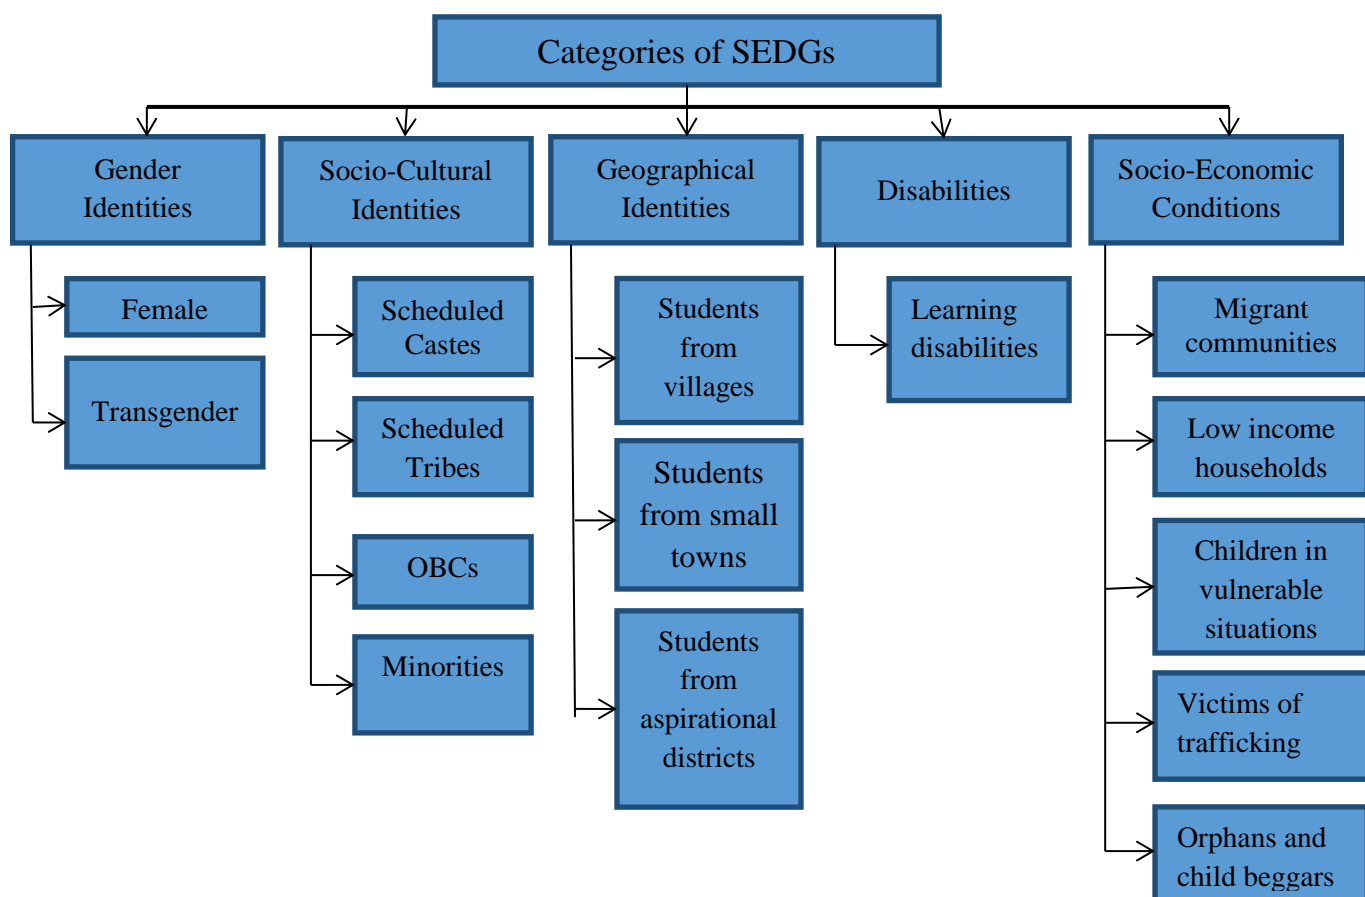 Categories of SEDGs
Gender
Identities
Socio-Cultural
Identities
Geographical
Identities
Disabilities
Socio-Economic
Conditions
Female
Transgender
Scheduled
Castes
Scheduled
Tribes
OBCs
Minorities
Students
from
villages
Students
from small
towns
Students
from
aspirational
districts
Learning
disabilities
Migrant
communities
Low income
households
Children in
vulnerable
situations
Victims of
trafficking
Orphans and
child beggars